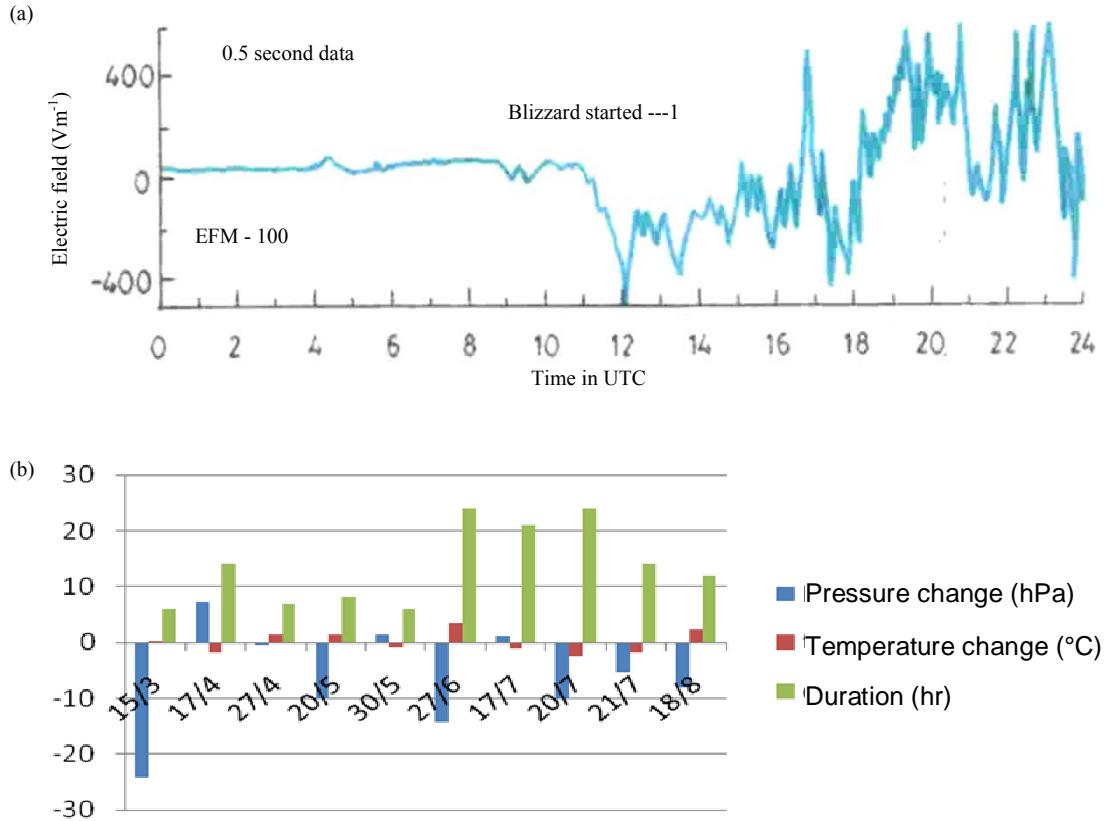 (a)
0.5 second data
Blizzard started ---1
EFM - 100
Electric field (Vm-1)
400
0
-400
0 2 4 6 8 10 12 14 16 18 20 22 24
Time in UTC
(b)
30
20
10
0
-10
-20
-30
15/3 17/4 27/4 20/5 30/5 27/6 17/7 20/7 21/7 18/8
Pressure change (hPa)
Temperature change (°C)
Duration (hr)